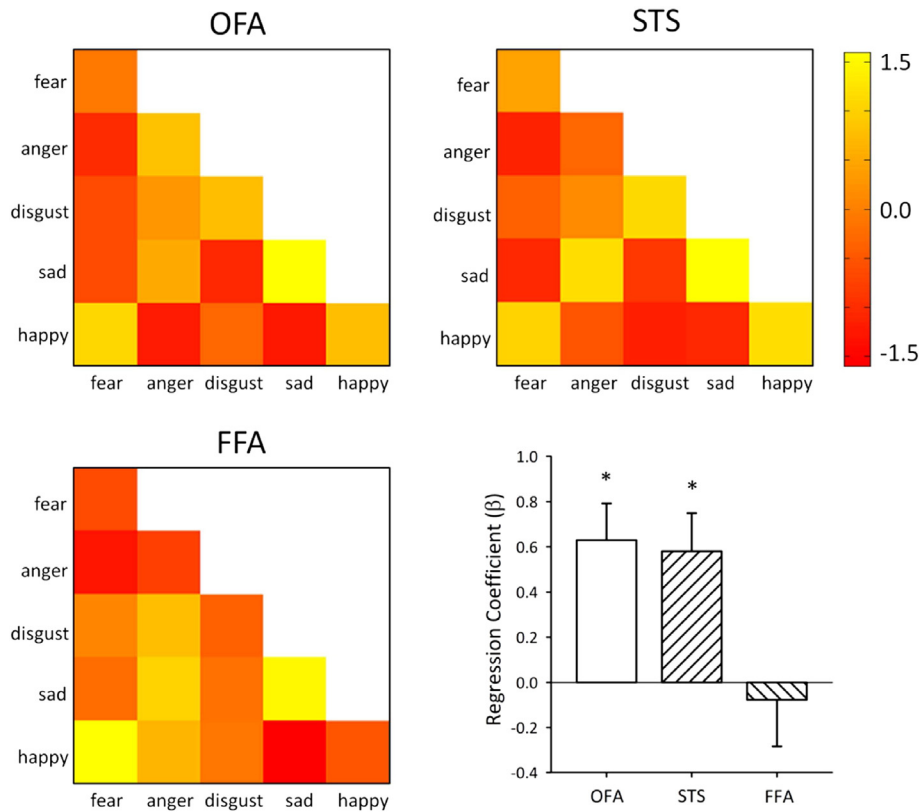 OFA
fear
anger
disgust
sad
happy
fear anger disgust sad happy
STS
fear
anger
disgust
sad
happy
fear anger disgust sad happy
1.5
0.0
-1.5
FFA
fear
anger
disgust
sad
happy
fear anger disgust sad happy
Regression Coefficient (β)
1.0
0.8
0.6
0.4
0.2
0.0
-0.2
-0.4
* *
OFA STS FFA